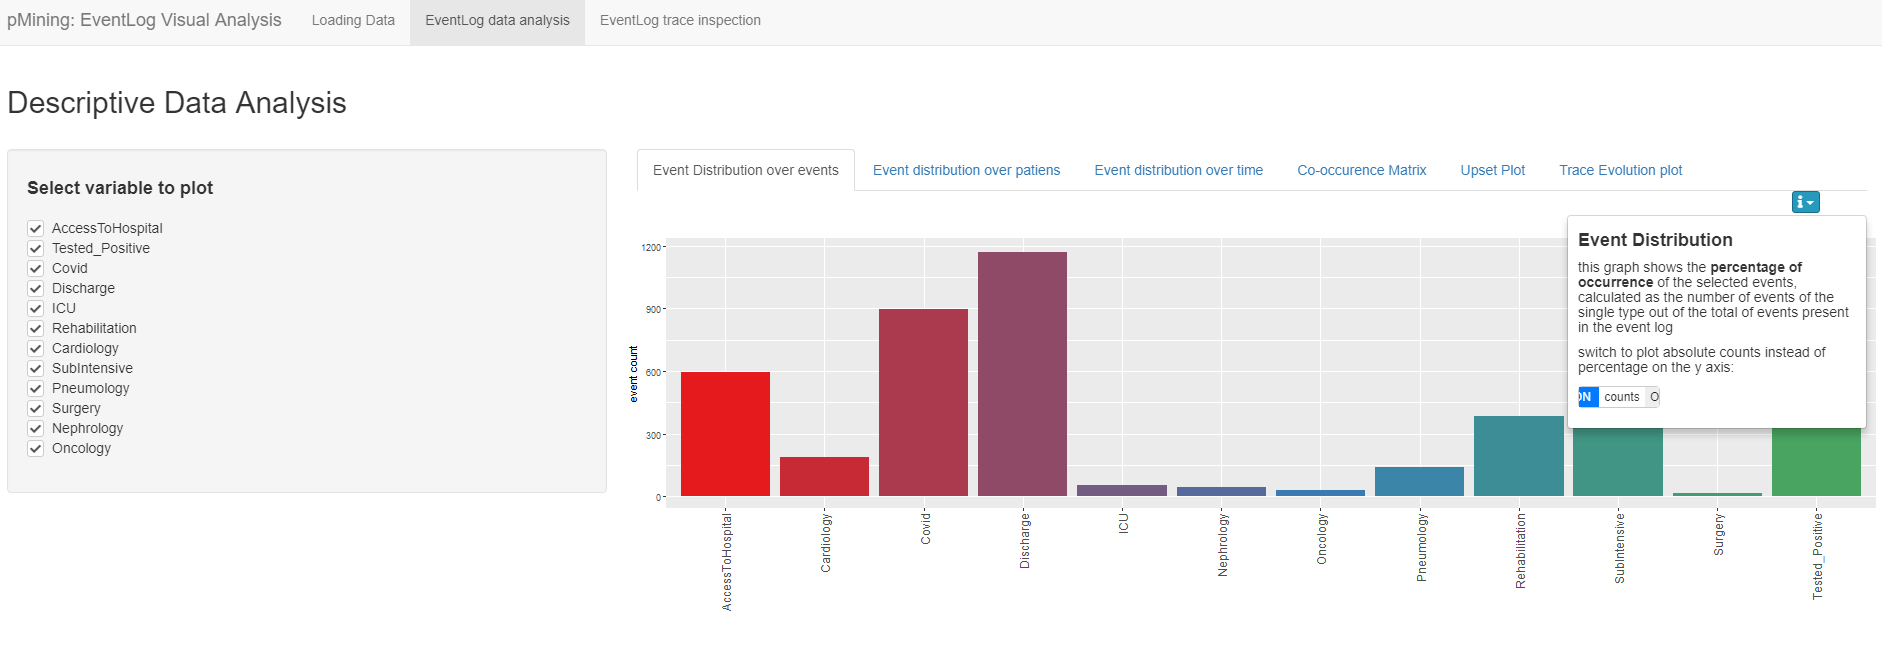 pMining: EventLog Visual Analysis Loading Data EventLog data analysis EventLog trace inspection
Descriptive Data Analysis
Select variable to plot
AccessToHospital
Tested_Positive
Covid
Discharge
ICU
Rehabilitation
Cardiology
SubIntensive
Pneumology
Surgery
Nephrology
Oncology
Event Distribution over events Event distribution over patiens Event distribution over time Co-occurence Matrix Upset Plot Trace Evolution plot
i
Event Distribution
this graph shows the percentage of
occurrence of the selected events,
calculated as the number of events of the
single type out of the total of events present
in the event log
switch to plot absolute counts instead of
percentage on the y axis:
ON counts O
event count
1200
900
600
300
0
AccessToHospital
Cardiology
Covid
Discharge
ICU
Nephrology
Oncology
Pneumology
Rehabilitation
SubIntensive
Surgery
Tested_Positive